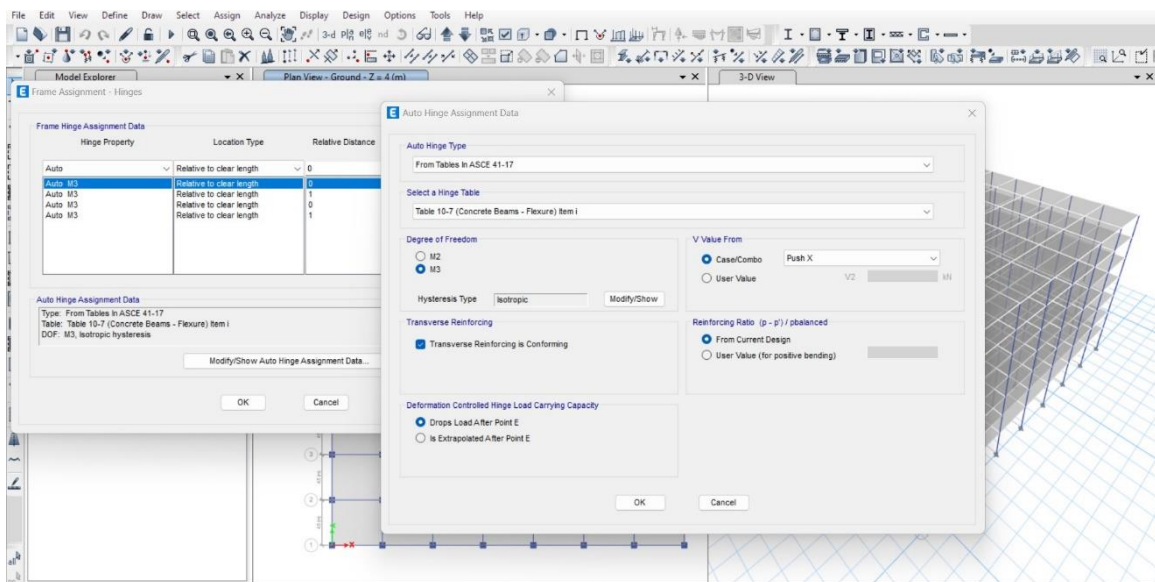 File Edit View Define Draw Select Assign Analyze Display Design Options Tools Help
Model Explorer
Plan View - Ground - Z = 4 (m)
3-D View
Frame Assignment - Hinges
Frame Hinge Assignment Data
Hinge Property Location Type Relative Distance
Auto Relative to clear length 0
Auto M3 Relative to clear length 0
Auto M3 Relative to clear length 1
Auto M3 Relative to clear length 0
Auto M3 Relative to clear length 1
Auto Hinge Assignment Data
Type: From Tables In ASCE 41-17
Table: Table 10-7 (Concrete Beams - Flexure) Item i
DOF: M3, Isotropic hysteresis
Modify/Show Auto Hinge Assignment Data...
OK Cancel
Auto Hinge Assignment Data
Auto Hinge Type
From Tables In ASCE 41-17
Select a Hinge Table
Table 10-7 (Concrete Beams - Flexure) Item i
Degree of Freedom
M2
M3
Hysteresis Type Isotropic Modify/Show
V Value From
Case/Combo Push X
User Value V2 kN
Transverse Reinforcing
Transverse Reinforcing is Conforming
Reinforcing Ratio (p - p') / pbalanced
From Current Design
User Value (for positive bending)
Deformation Controlled Hinge Load Carrying Capacity
Drops Load After Point E
Is Extrapolated After Point E
OK Cancel
3
2
1
X